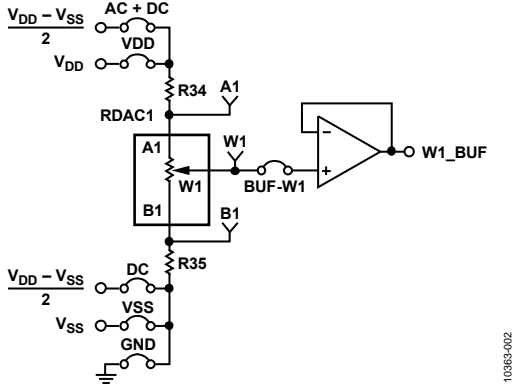 AC + DC
V_DD – V_SS
2
VDD
V_DD
R34
A1
RDAC1
A1
W1
W1
BUF-W1
–
+
W1_BUF
B1
B1
R35
DC
V_DD – V_SS
2
VSS
V_SS
GND
10363-002